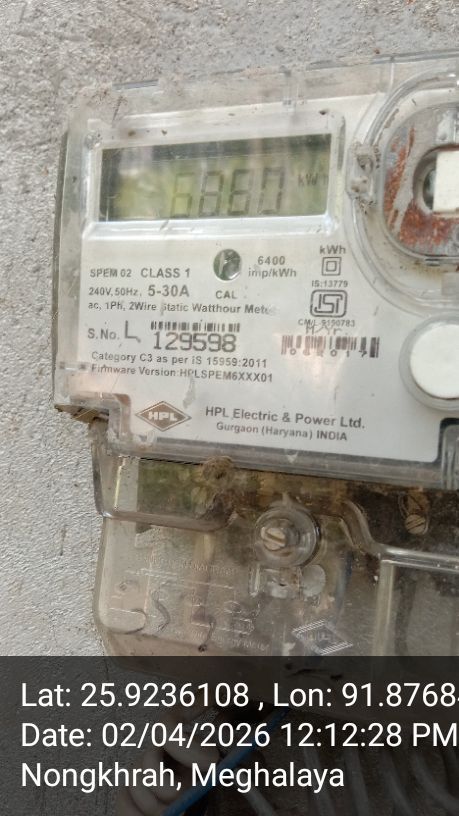 6880 kWh
6400
imp/kWh
kWh
IS:13779
SPEM 02 CLASS 1
240V, 50Hz, 5-30A CAL
ac, 1Ph, 2Wire Static Watthour Meter
CM/L 9150783
S.No. L 129598
Category C3 as per IS 15959:2011
Firmware Version:HPLSPEM6XXX01
HPL
HPL Electric & Power Ltd.
Gurgaon (Haryana) INDIA
Lat: 25.9236108 , Lon: 91.8768
Date: 02/04/2026 12:12:28 PM
Nongkhrah, Meghalaya